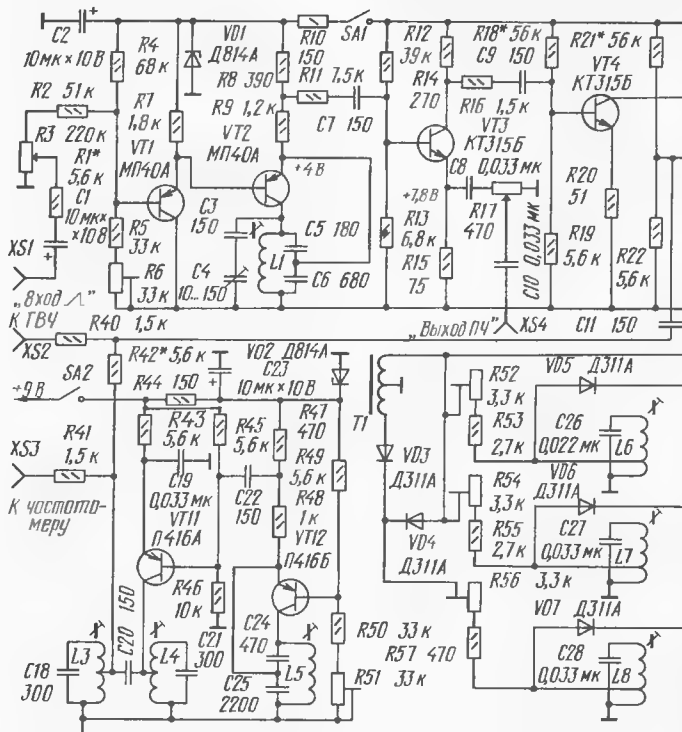 C2
10мк×10В
R4
68к
VD1
Д814А
R10
150
SA1
R12
39к
R18* 56к
C9
150
R21* 56к
VT4
КТ315Б
R2 51к
R8 390
R11 7,5к
R14
270
R16 1,5к
R3
220к
R7
1,8к
R9 1,2к
VT2
МП40А
C7 150
VT3
КТ315Б
R1*
5,6к
VT1
МП40А
+4В
C8
0,033мк
R20
51
C1
10мк×
×10В
C3
150
+7,8В
R17
470
XS1
R5
33к
C5 180
R13
6,8к
C10 0,033мк
R19
5,6к
R22
5,6к
C4
10...150
L1
C6 680
R15
75
R6
33к
„Вход
К ГВЧ
R40 1,5к
„Выход ПЧ"
XS4
C11 150
XS2
R42* 5,6к
VD2 Д814А
C23
10мк×10В
+9В
SA2
R44
150
T1
R52
3,3к
VD5
Д311А
R43
5,6к
R45
5,6к
R47
470
R53
2,7к
C26
0,022мк
L6
XS3
R41
1,5к
C19
0,033мк
R49
5,6к
VD3
Д311А
VD6
Д311А
К частото-
меру
C22
150
R48
1к
R54
3,3к
VT11
П416А
VT12
П416Б
VD4
Д311А
R55
2,7к
C27
0,033мк
L7
R46
10к
R56
3,3к
C20 150
VD7
Д311А
L3
L4
C21
300
C24
470
R50 33к
R57 470
C28
0,033мк
L8
C18
300
C25
2200
L5
R51
33к